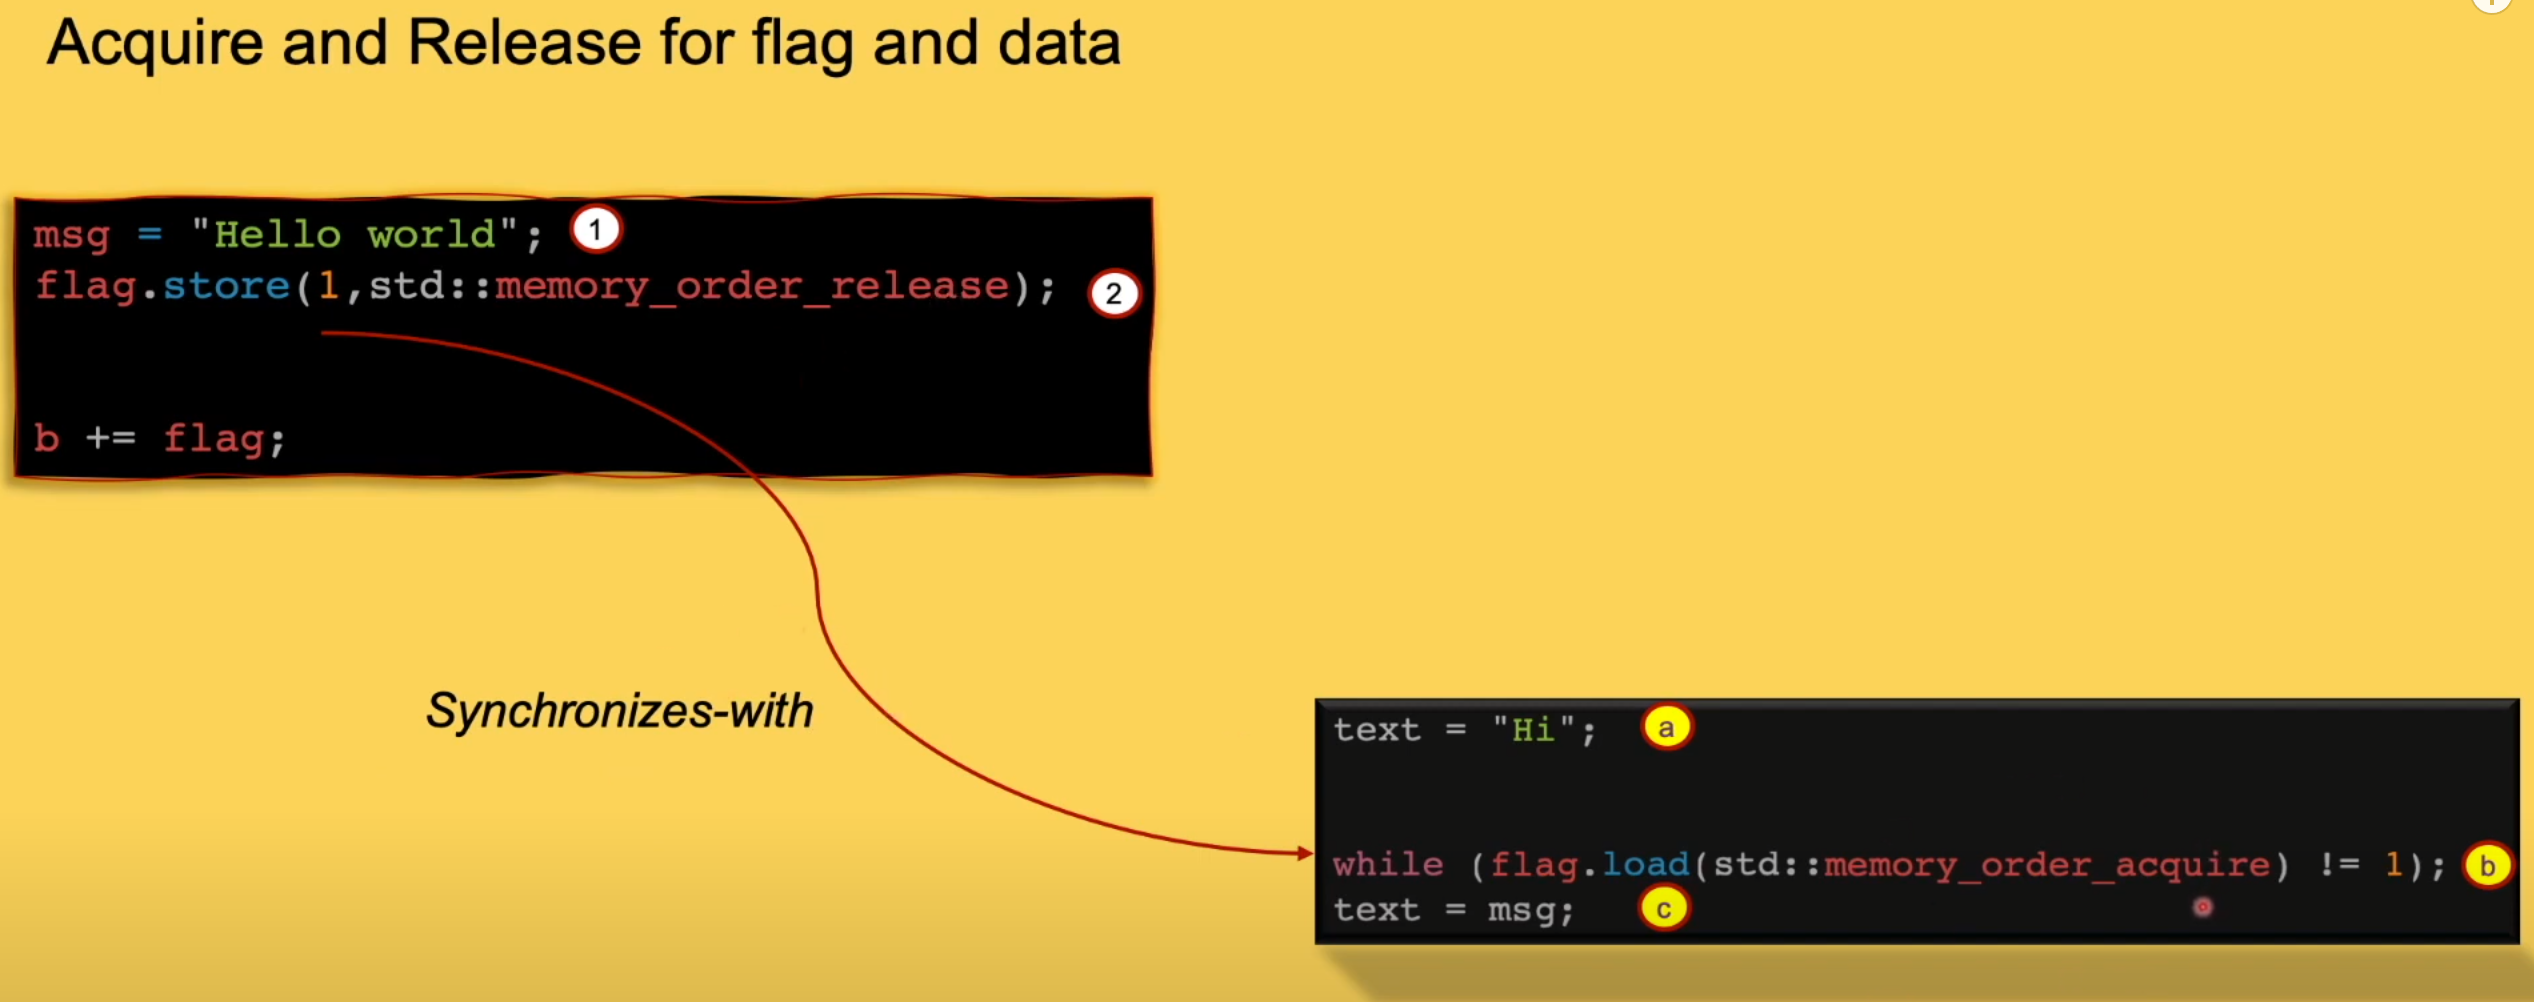 Acquire and Release for flag and data
msg = "Hello world"; 1
flag.store(1,std::memory_order_release); 2
b += flag;
Synchronizes-with
text = "Hi"; a
while (flag.load(std::memory_order_acquire) != 1); b
text = msg; c